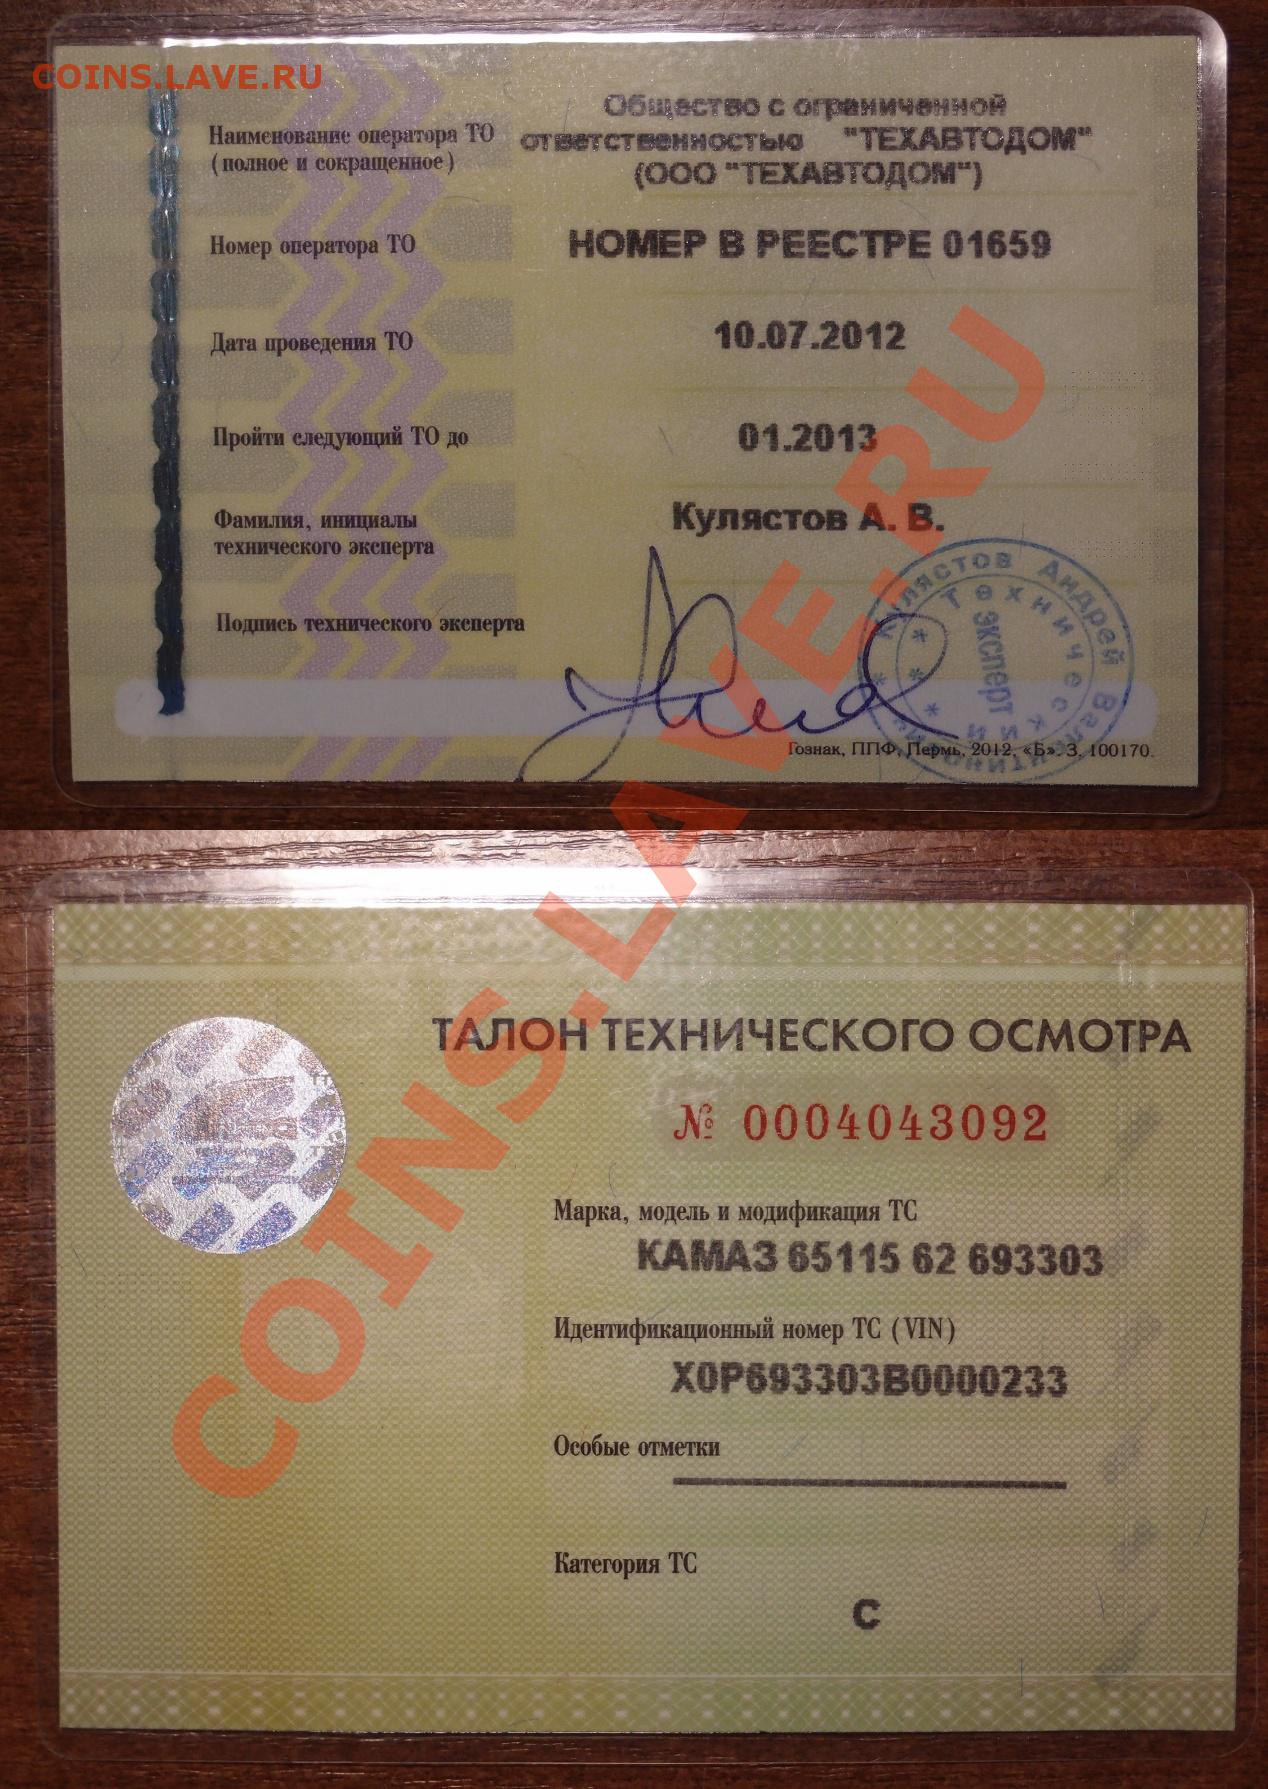 COINS.LAVE.RU
Наименование оператора ТО
(полное и сокращенное)
Общество с ограниченной
ответственностью "ТЕХАВТОДОМ"
(ООО "ТЕХАВТОДОМ")
Номер оператора ТО
НОМЕР В РЕЕСТРЕ 01659
Дата проведения ТО
10.07.2012
Пройти следующий ТО до
01.2013
Фамилия, инициалы
технического эксперта
Кулястов А. В.
Подпись технического эксперта
Кулястов Андрей
Технический
эксперт
Гознак, ППФ, Пермь, 2012, «Б». З. 100170.
COINS.LAVE.RU
ТАЛОН ТЕХНИЧЕСКОГО ОСМОТРА
№ 0004043092
Марка, модель и модификация ТС
КАМАЗ 65115 62 693303
Идентификационный номер ТС (VIN)
X0P693303B0000233
Особые отметки
Категория ТС
C